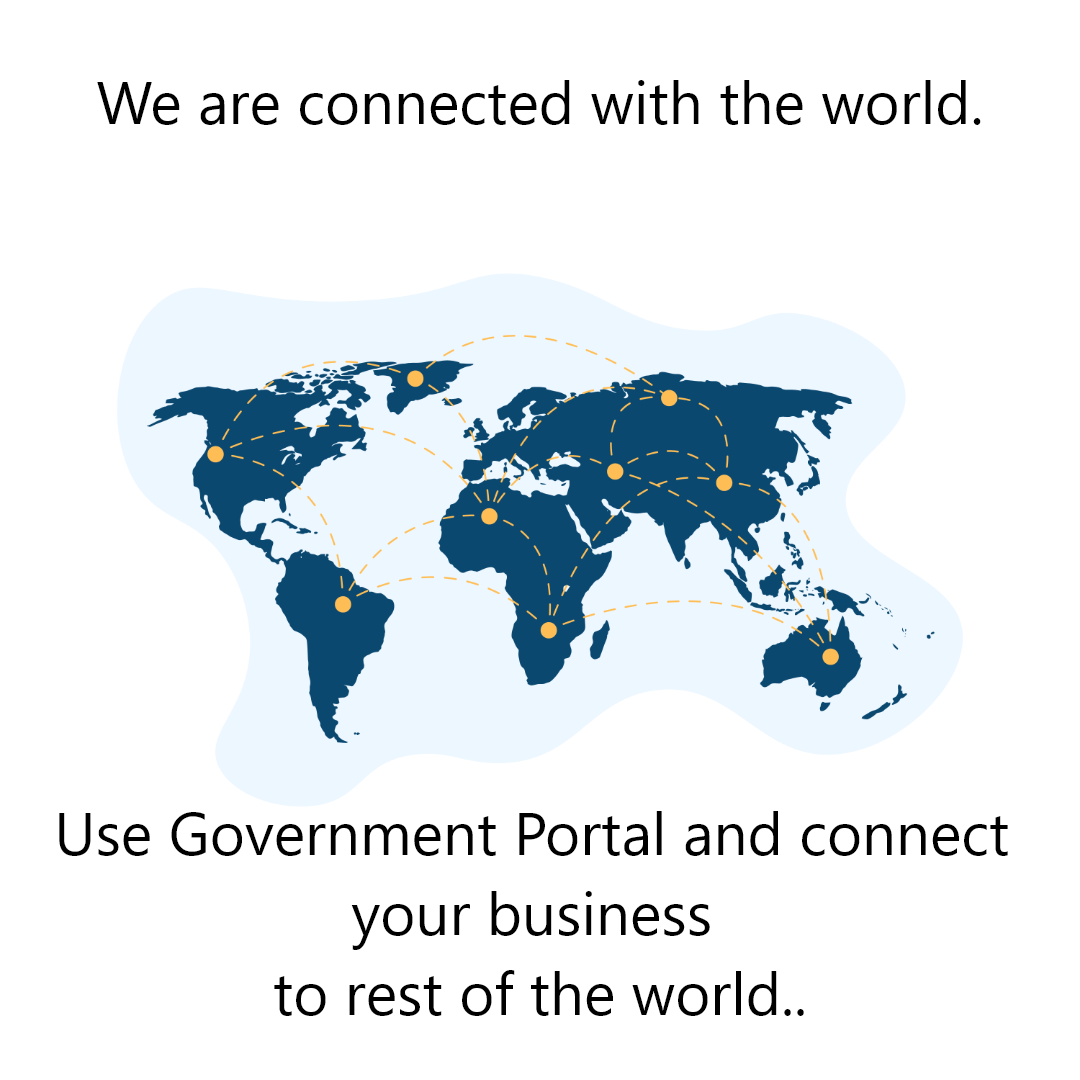 We are connected with the world.
Use Government Portal and connect
your business
to rest of the world..